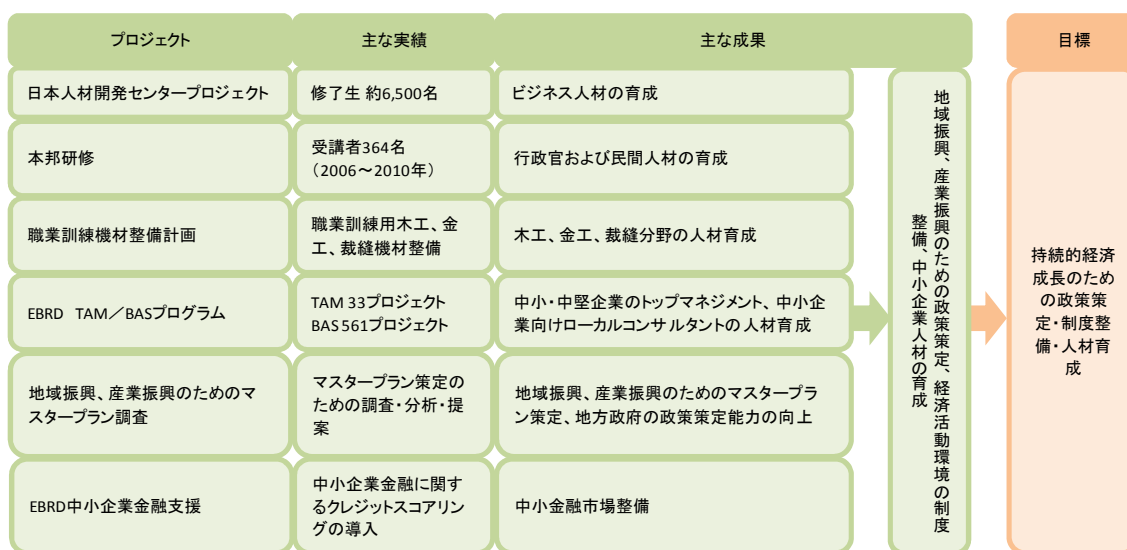 プロジェクト
主な実績
主な成果
目標
日本人材開発センタープロジェクト
修了生 約6,500名
ビジネス人材の育成
本邦研修
受講者364名
（2006～2010年）
行政官および民間人材の育成
職業訓練機材整備計画
職業訓練用木工、金
工、裁縫機材整備
木工、金工、裁縫分野の人材育成
EBRD　TAM／BASプログラム
TAM 33プロジェクト
BAS 561プロジェクト
中小・中堅企業のトップマネジメント、中小企
業向けローカルコンサルタントの人材育成
地域振興、産業振興のためのマ
スタープラン調査
マスタープラン策定の
ための調査・分析・提
案
地域振興、産業振興のためのマスタープラ
ン策定、地方政府の政策策定能力の向上
EBRD中小企業金融支援
中小企業金融に関す
るクレジットスコアリン
グの導入
中小金融市場整備
地域振興、産業振興のための政策策定、経済活動環境の制度
整備、中小企業人材の育成
持続的経済
成長のため
の政策策
定・制度整
備・人材育
成